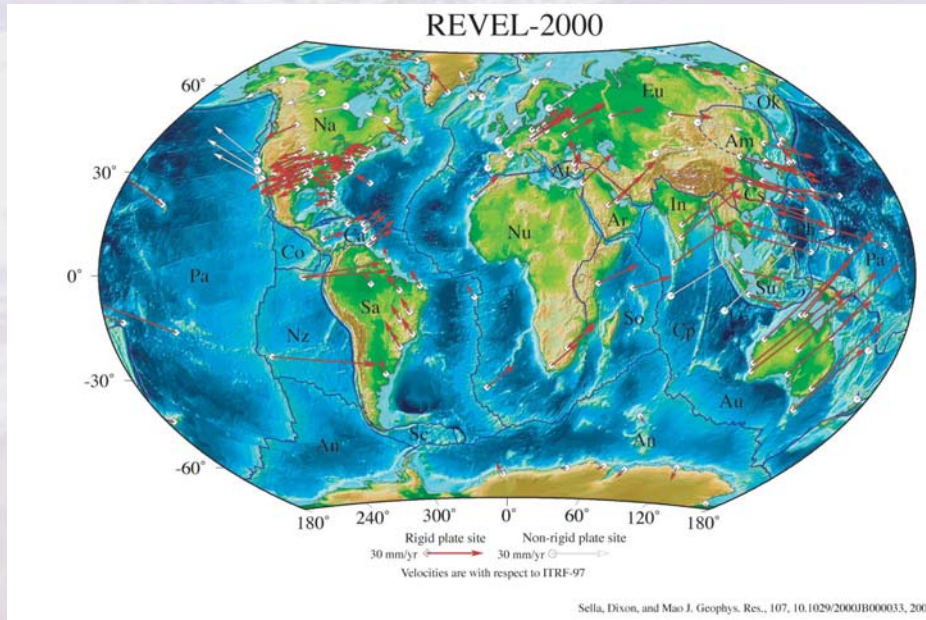 REVEL-2000
60°
Eu
Ok
Na
Am
30°
At
Cs
In
Ar
Ca
Ph
Nu
Co
Pa
Pa
0°
Su
Sa
So
Nz
Cp
-30°
Au
An
Sc
An
-60°
180° 240° 300° 0° 60° 120° 180°
Rigid plate site Non-rigid plate site
30 mm/yr 30 mm/yr
Velocities are with respect to ITRF-97
Sella, Dixon, and Mao J. Geophys. Res., 107, 10.1029/2000JB000033, 200